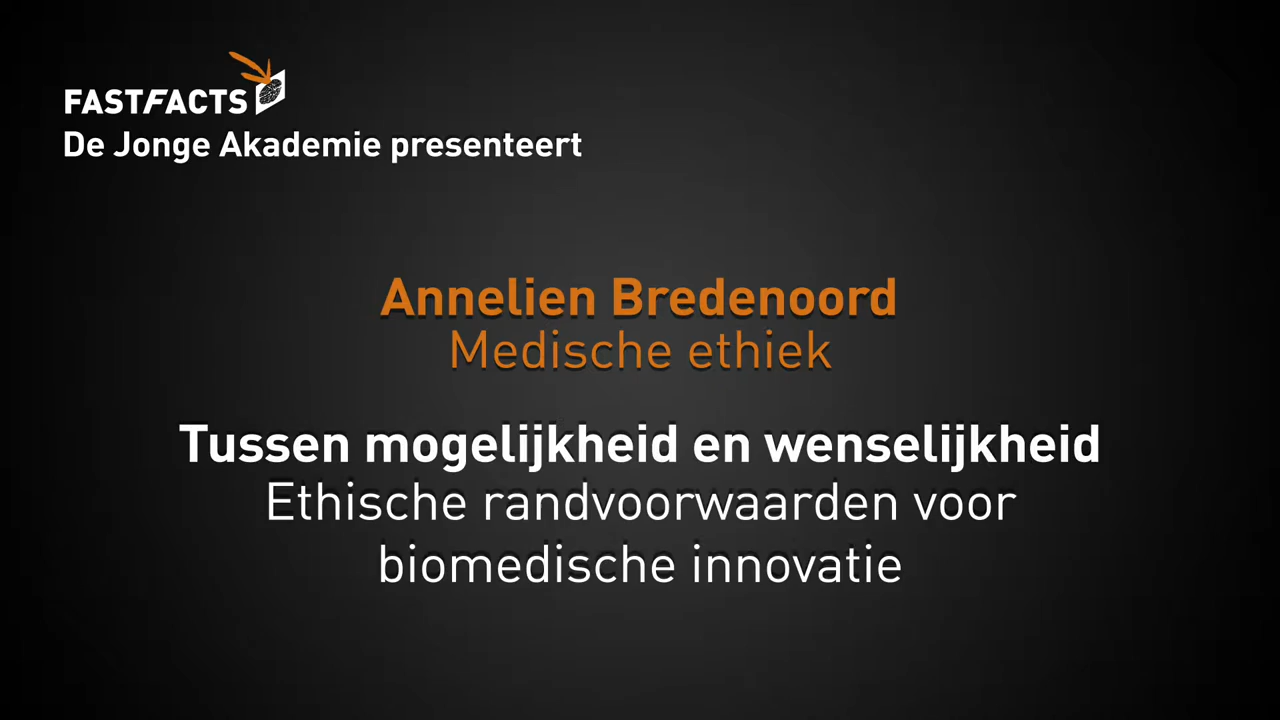 FASTFACTS
De Jonge Akademie presenteert
Annelien Bredenoord
Medische ethiek
Tussen mogelijkheid en wenselijkheid
Ethische randvoorwaarden voor
biomedische innovatie